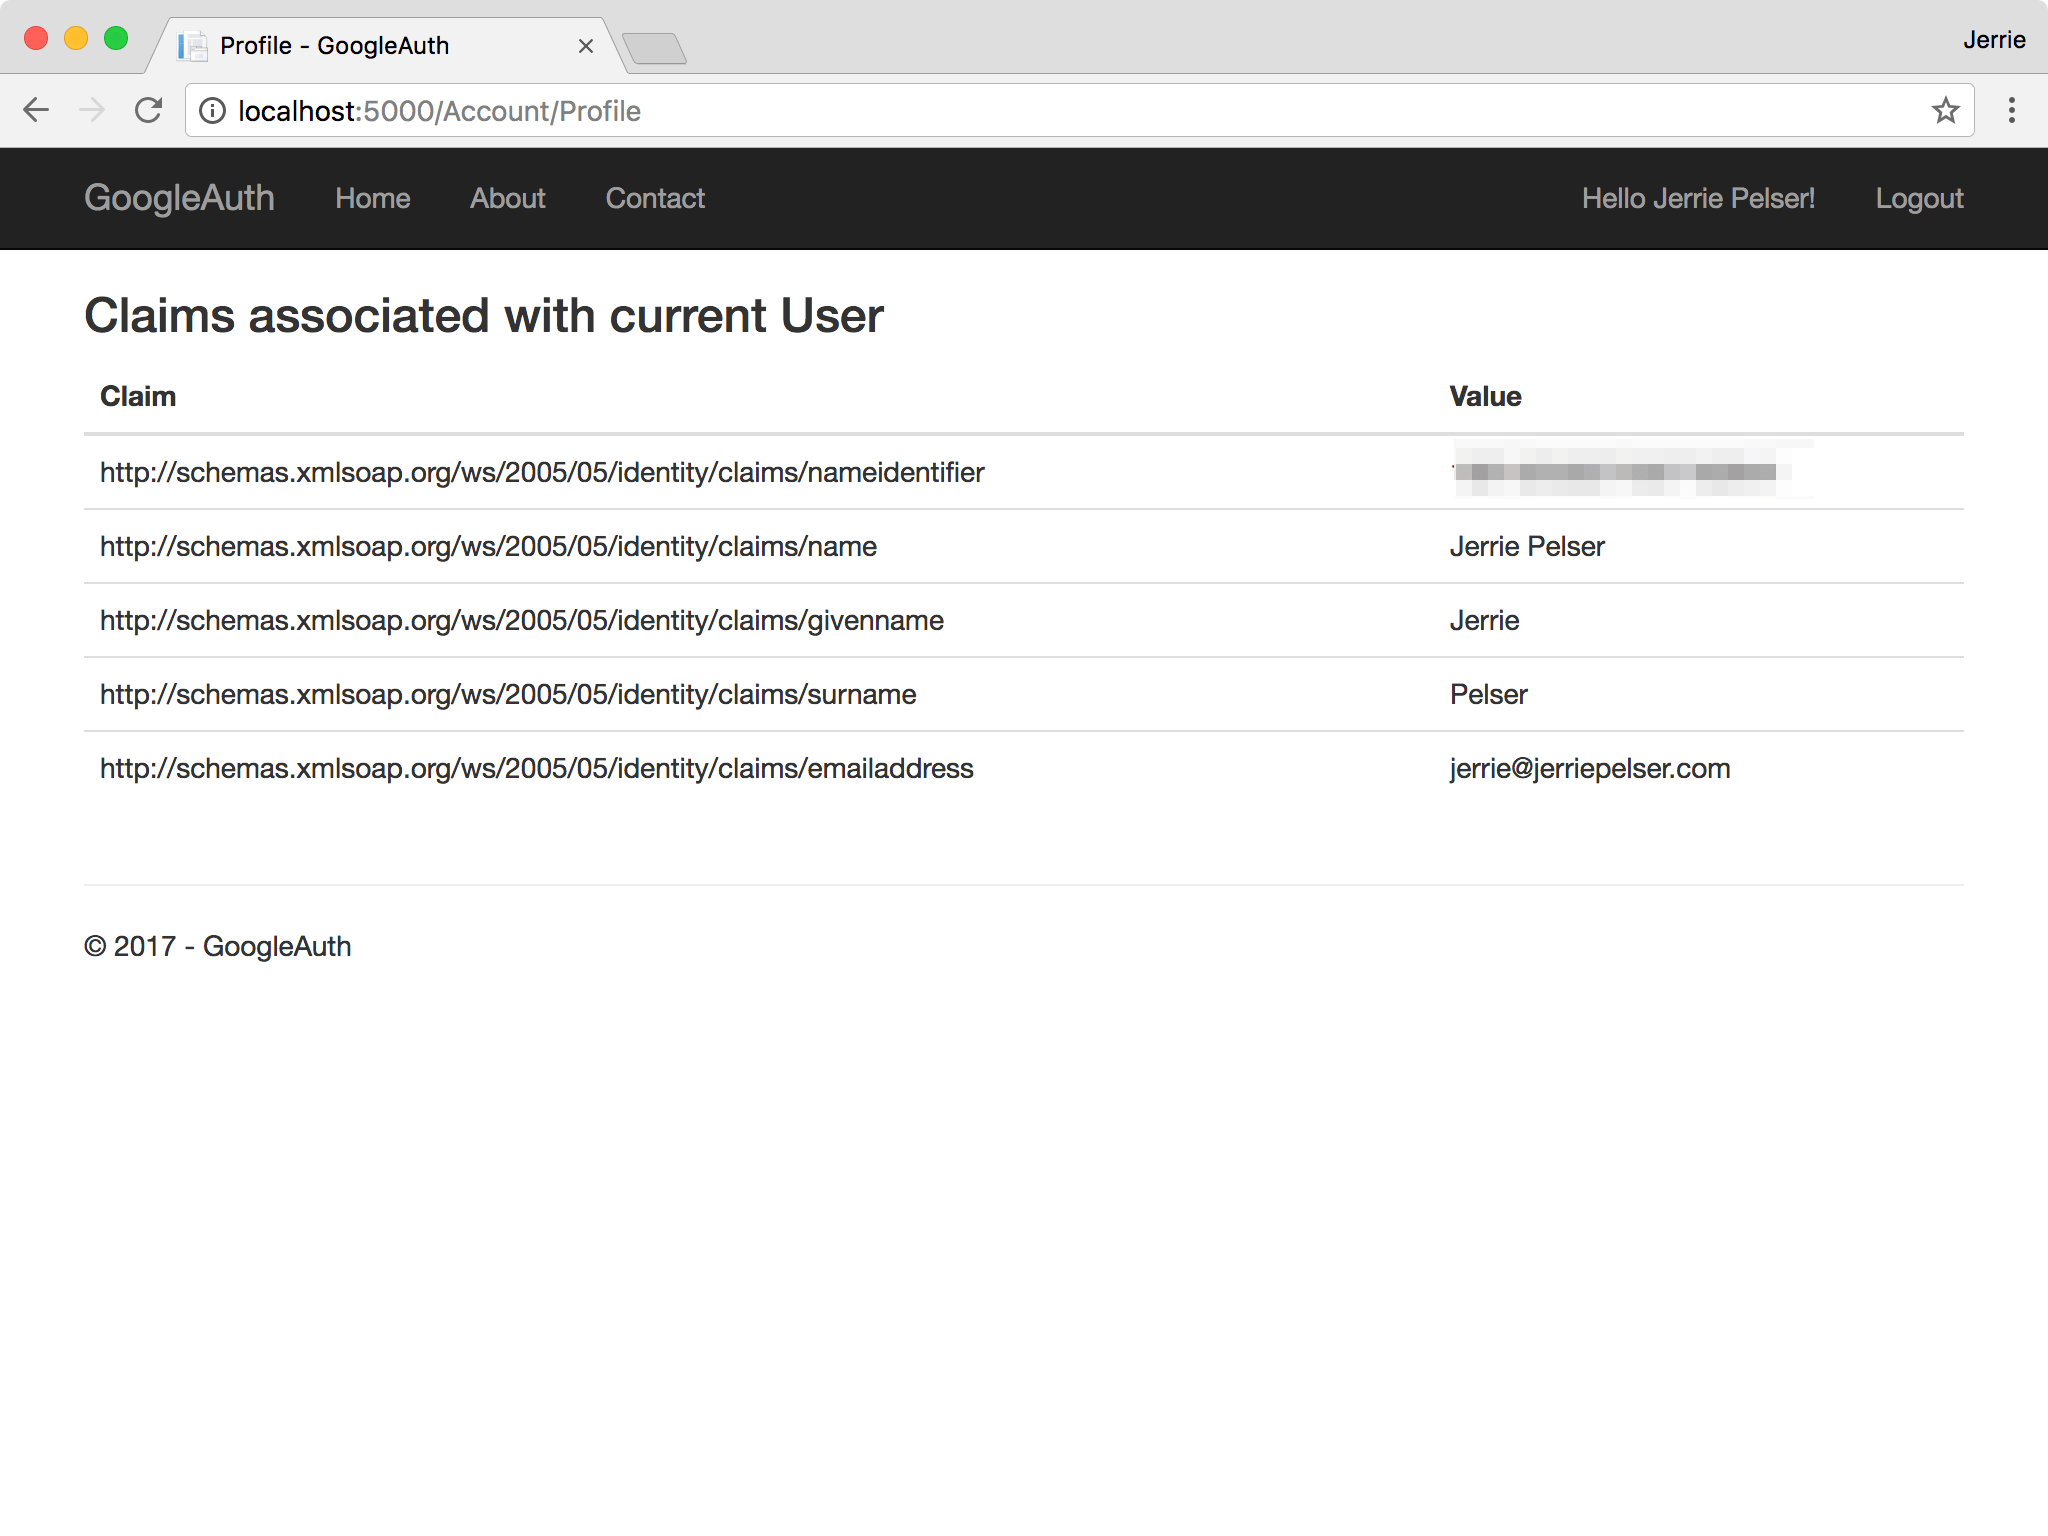 Profile - GoogleAuth
Jerrie
localhost:5000/Account/Profile
GoogleAuth Home About Contact Hello Jerrie Pelser! Logout
Claims associated with current User
Claim Value
http://schemas.xmlsoap.org/ws/2005/05/identity/claims/nameidentifier
http://schemas.xmlsoap.org/ws/2005/05/identity/claims/name Jerrie Pelser
http://schemas.xmlsoap.org/ws/2005/05/identity/claims/givenname Jerrie
http://schemas.xmlsoap.org/ws/2005/05/identity/claims/surname Pelser
http://schemas.xmlsoap.org/ws/2005/05/identity/claims/emailaddress jerrie@jerriepelser.com
© 2017 - GoogleAuth